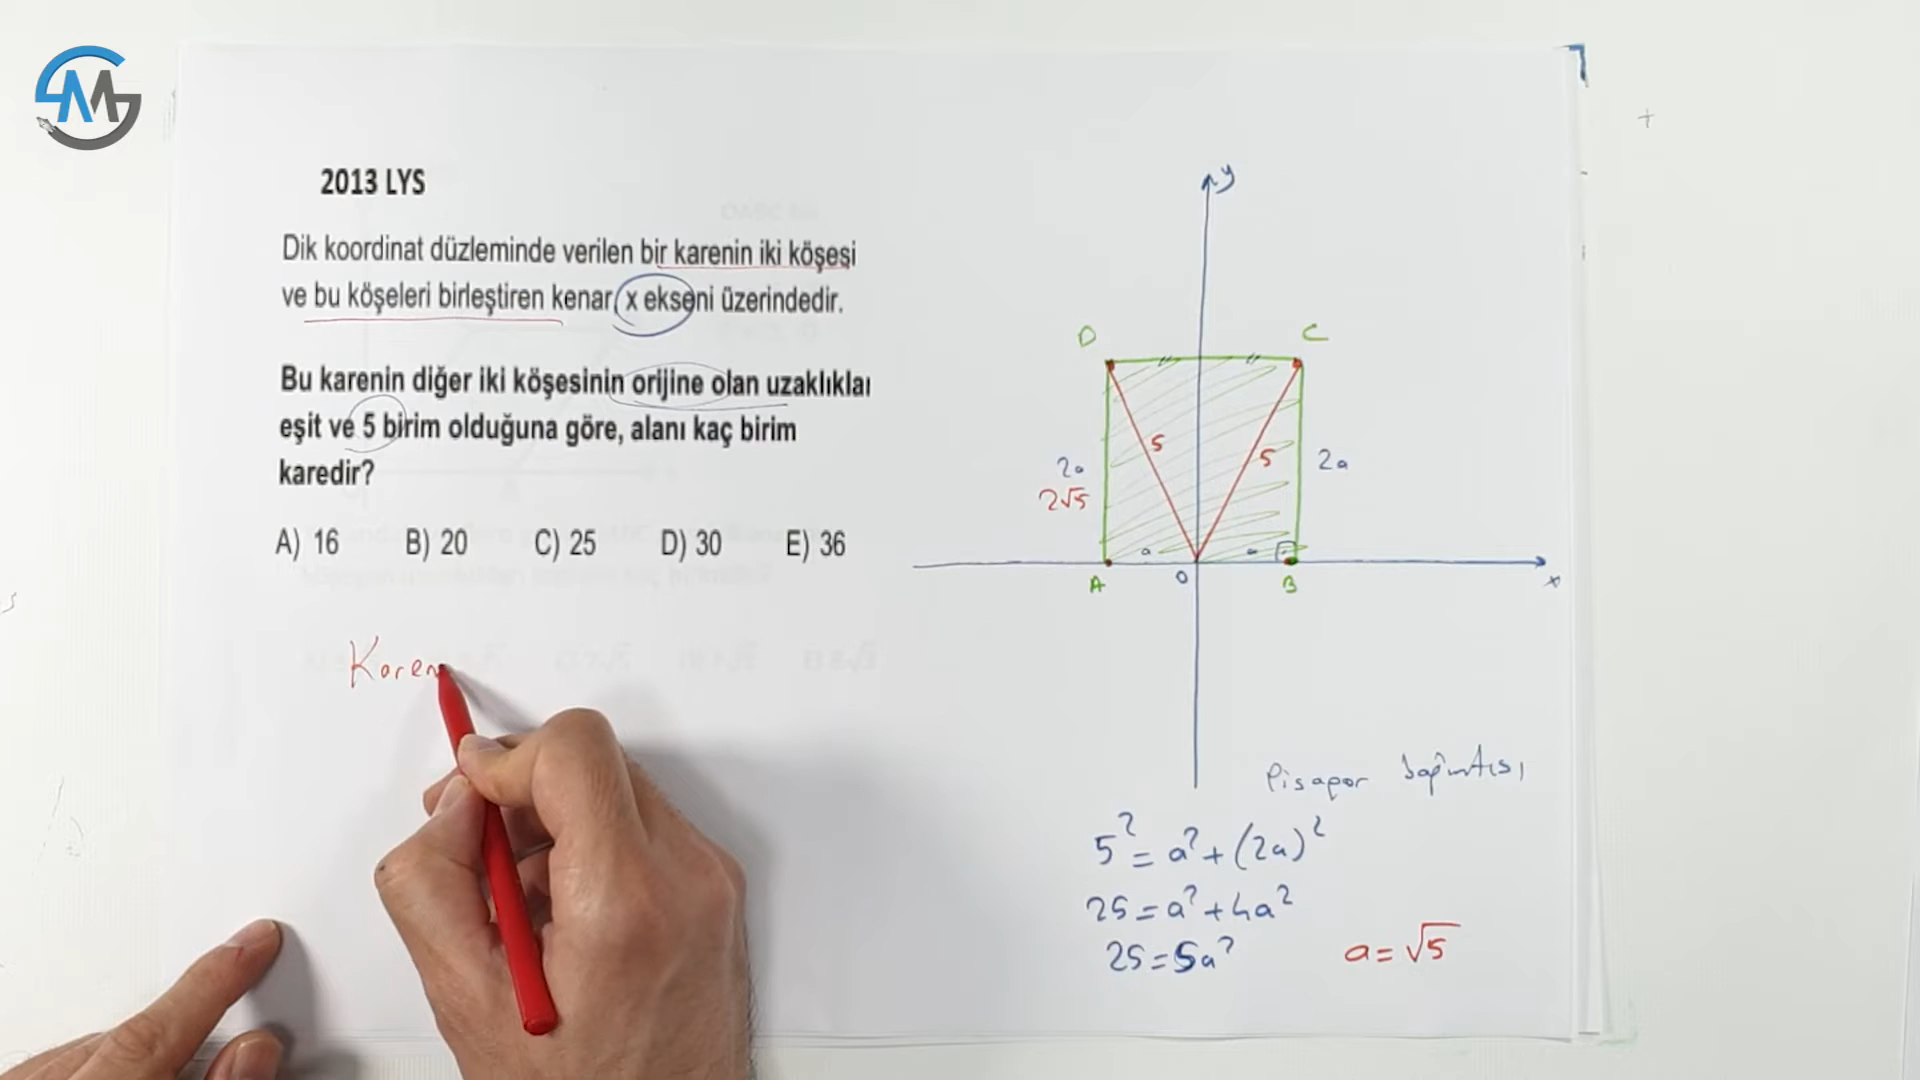 2013 LYS
Dik koordinat düzleminde verilen bir karenin iki köşesi
ve bu köşeleri birleştiren kenar x ekseni üzerindedir.
Bu karenin diğer iki köşesinin orijine olan uzaklıkları
eşit ve 5 birim olduğuna göre, alanı kaç birim
karedir?
A) 16 B) 20 C) 25 D) 30 E) 36
Karen
y
D C
5 5
2a 2a
2√5
a a
A O B x
Pisagor bağıntısı
5² = a² + (2a)²
25 = a² + 4a²
25 = 5a² a = √5